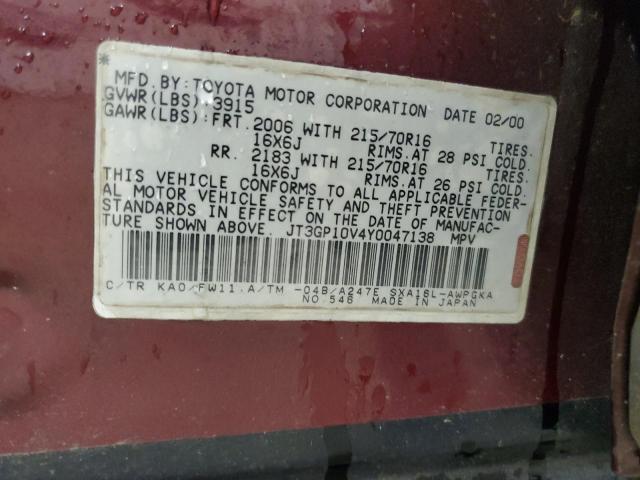 *
MFD. BY: TOYOTA MOTOR CORPORATION DATE 02/00
GVWR(LBS) 3915
GAWR(LBS):FRT. 2006 WITH 215/70R16 TIRES.
16X6J RIMS.AT 28 PSI COLD.
RR. 2183 WITH 215/70R16 TIRES.
16X6J RIMS.AT 26 PSI COLD.
THIS VEHICLE CONFORMS TO ALL APPLICABLE FEDER-
AL MOTOR VEHICLE SAFETY AND THEFT PREVENTION
STANDARDS IN EFFECT ON THE DATE OF MANUFAC-
TURE SHOWN ABOVE. JT3GP10V4Y0047138 MPV
C/TR KA0/FW11.A/TM -04B/A247E SXA16L-AWPGKA
NO.546 MADE IN JAPAN